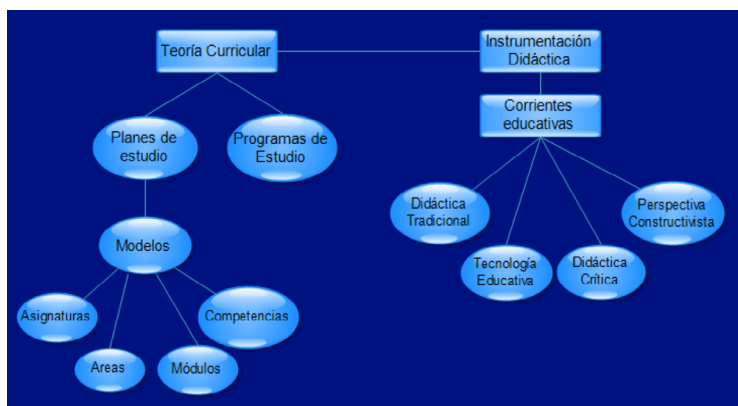 Teoría Curricular
Instrumentación
Didáctica
Corrientes
educativas
Planes de
estudio
Programas de
Estudio
Didáctica
Tradicional
Perspectiva
Constructivista
Modelos
Tecnología
Educativa
Didáctica
Crítica
Asignaturas
Competencias
Areas
Módulos